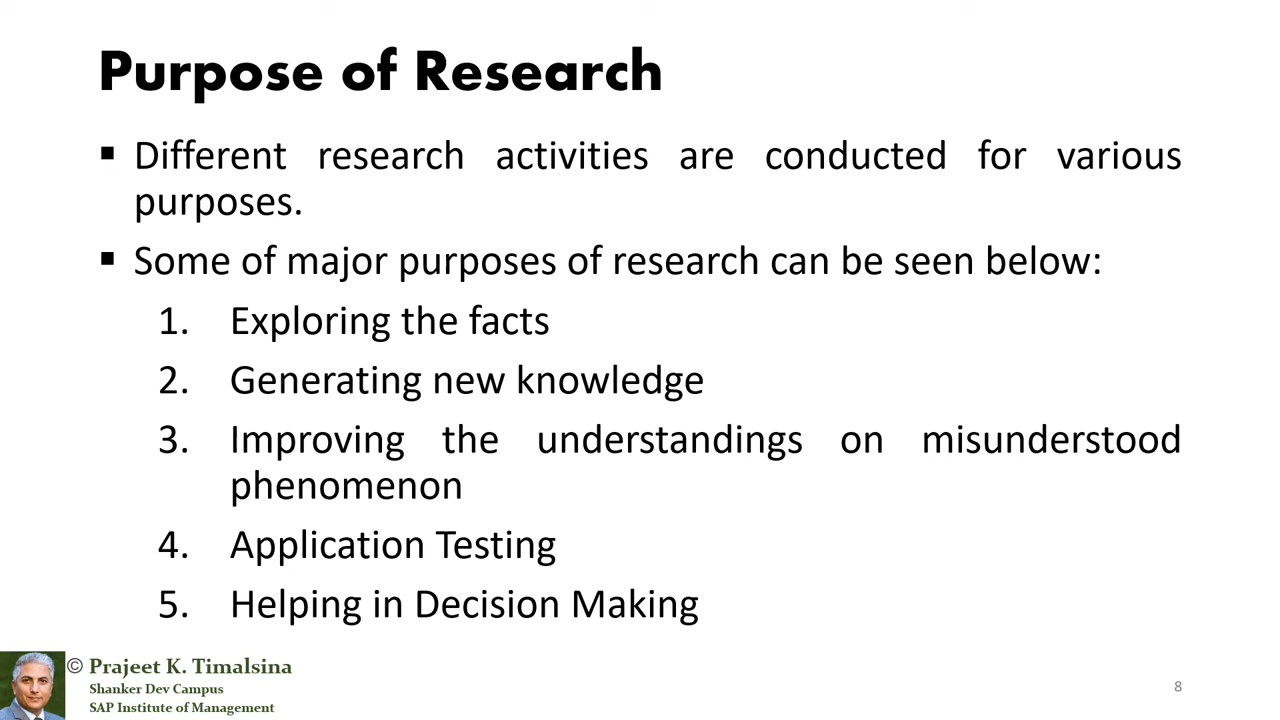 Purpose of Research
▪ Different research activities are conducted for various
purposes.
▪ Some of major purposes of research can be seen below:
1. Exploring the facts
2. Generating new knowledge
3. Improving the understandings on misunderstood
phenomenon
4. Application Testing
5. Helping in Decision Making
© Prajeet K. Timalsina
Shanker Dev Campus
SAP Institute of Management
8